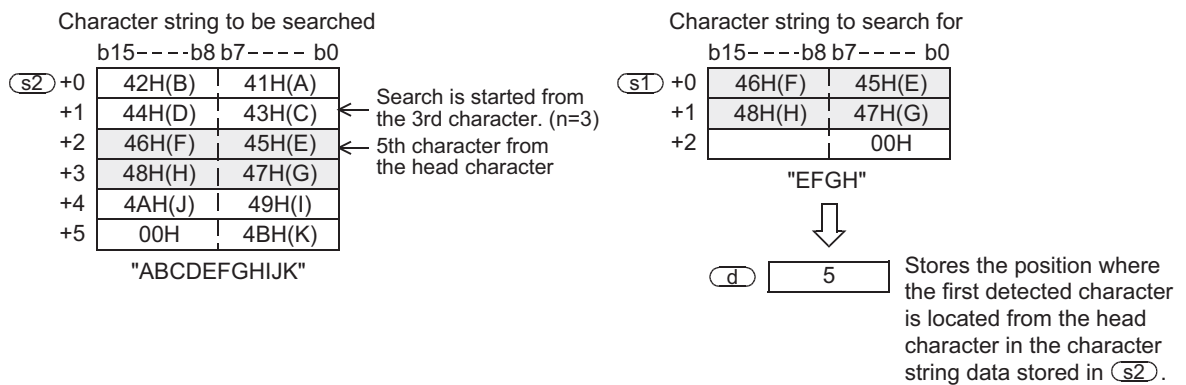 Character string to be searched
b15----b8 b7---- b0
s2 +0 42H(B) 41H(A)
+1 44H(D) 43H(C)
+2 46H(F) 45H(E)
+3 48H(H) 47H(G)
+4 4AH(J) 49H(I)
+5 00H 4BH(K)
"ABCDEFGHIJK"
Search is started from
the 3rd character. (n=3)
5th character from
the head character
Character string to search for
b15----b8 b7---- b0
s1 +0 46H(F) 45H(E)
+1 48H(H) 47H(G)
+2 00H
"EFGH"
d 5
Stores the position where
the first detected character
is located from the head
character in the character
string data stored in s2.